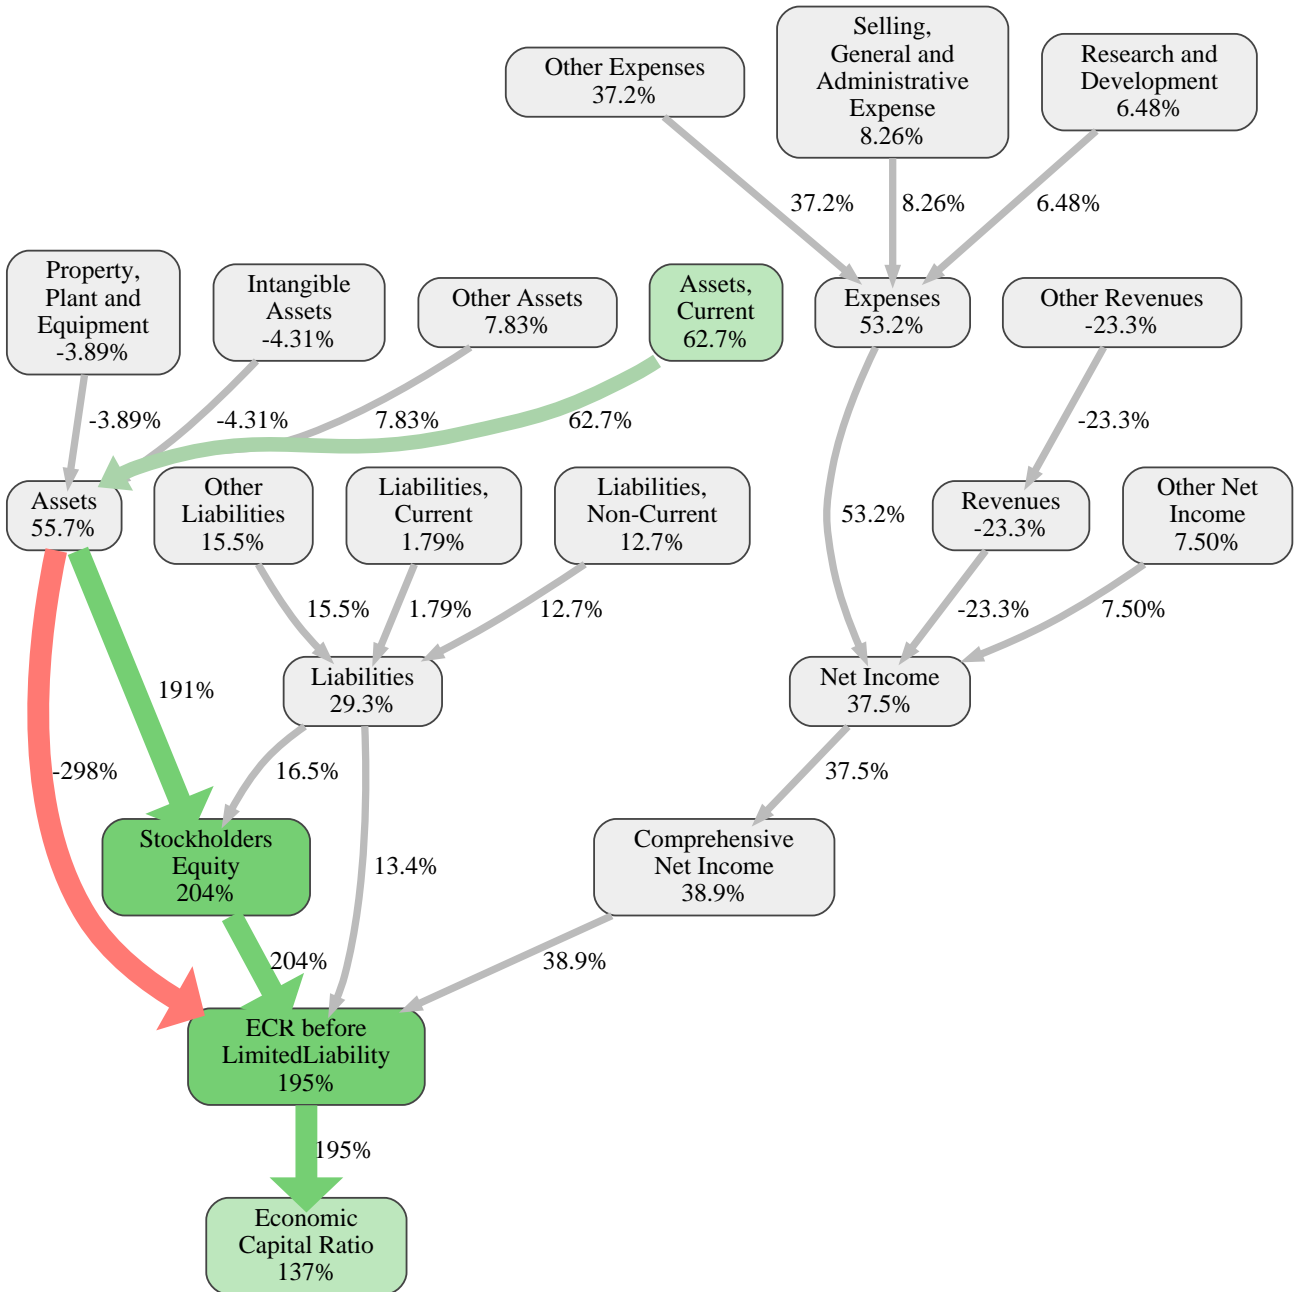 Other Expenses
37.2%
Selling,
General and
Administrative
Expense
8.26%
Research and
Development
6.48%
37.2%
8.26%
6.48%
Property,
Plant and
Equipment
-3.89%
Intangible
Assets
-4.31%
Other Assets
7.83%
Assets,
Current
62.7%
Expenses
53.2%
Other Revenues
-23.3%
-3.89%
-4.31%
7.83%
62.7%
-23.3%
Assets
55.7%
Other
Liabilities
15.5%
Liabilities,
Current
1.79%
Liabilities,
Non-Current
12.7%
53.2%
Revenues
-23.3%
Other Net
Income
7.50%
15.5%
1.79%
12.7%
-23.3%
7.50%
191%
Liabilities
29.3%
Net Income
37.5%
-298%
16.5%
37.5%
Stockholders
Equity
204%
13.4%
Comprehensive
Net Income
38.9%
204%
38.9%
ECR before
LimitedLiability
195%
195%
Economic
Capital Ratio
137%